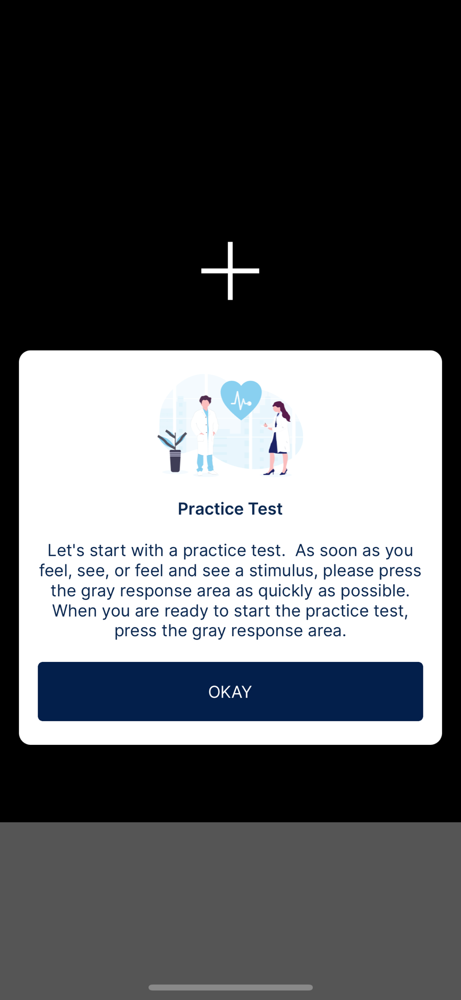 Practice Test
Let's start with a practice test.  As soon as you
feel, see, or feel and see a stimulus, please press
the gray response area as quickly as possible.
When you are ready to start the practice test,
press the gray response area.
OKAY